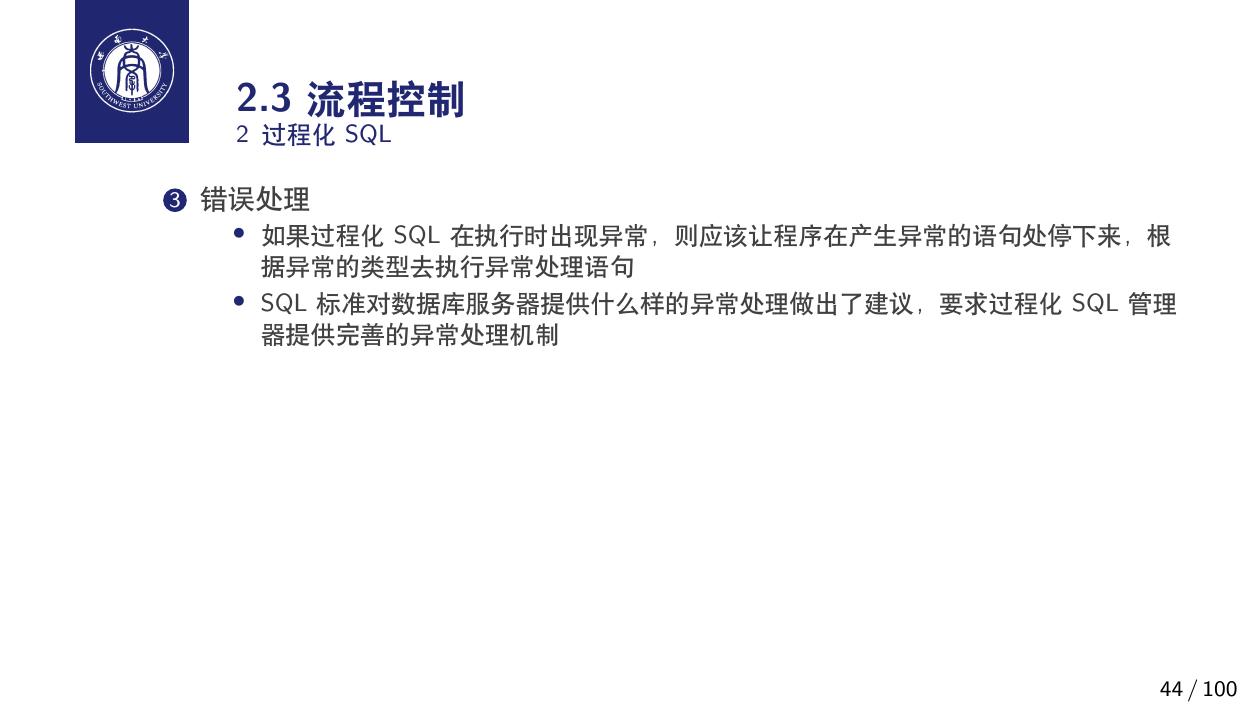 西南大学
SOUTHWEST UNIVERSITY
2.3 流程控制
2 过程化 SQL
3 错误处理
• 如果过程化 SQL 在执行时出现异常，则应该让程序在产生异常的语句处停下来，根
据异常的类型去执行异常处理语句
• SQL 标准对数据库服务器提供什么样的异常处理做出了建议，要求过程化 SQL 管理
器提供完善的异常处理机制
44 / 100